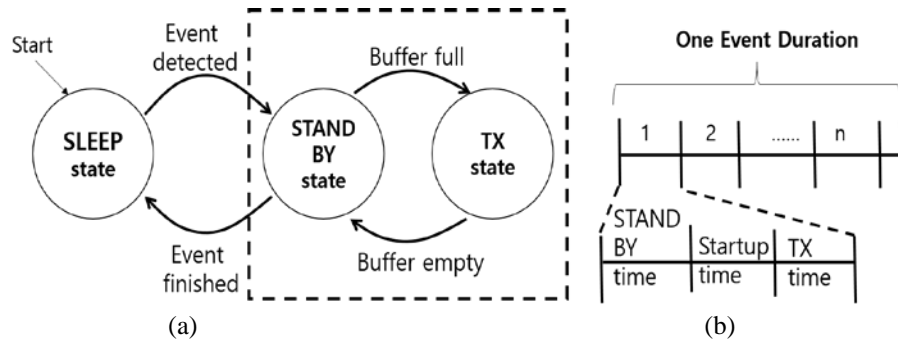 Start
Event
detected
Buffer full
SLEEP
state
STAND
BY
state
TX
state
Event
finished
Buffer empty
(a)
One Event Duration
1 2 ...... n
STAND
BY Startup TX
time time time
(b)